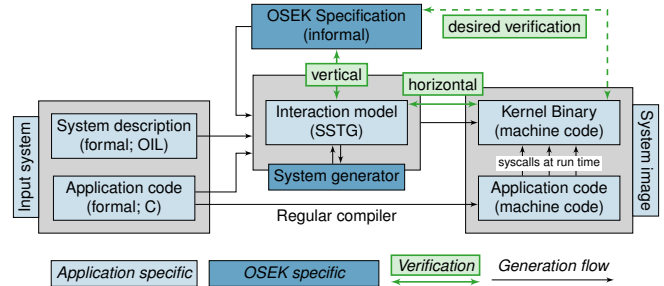 OSEK Specification
(informal)
desired verification
vertical
horizontal
Input system
System description
(formal; OIL)
Application code
(formal; C)
Interaction model
(SSTG)
System generator
Kernel Binary
(machine code)
syscalls at run time
Application code
(machine code)
System image
Regular compiler
Application specific
OSEK specific
Verification
Generation flow